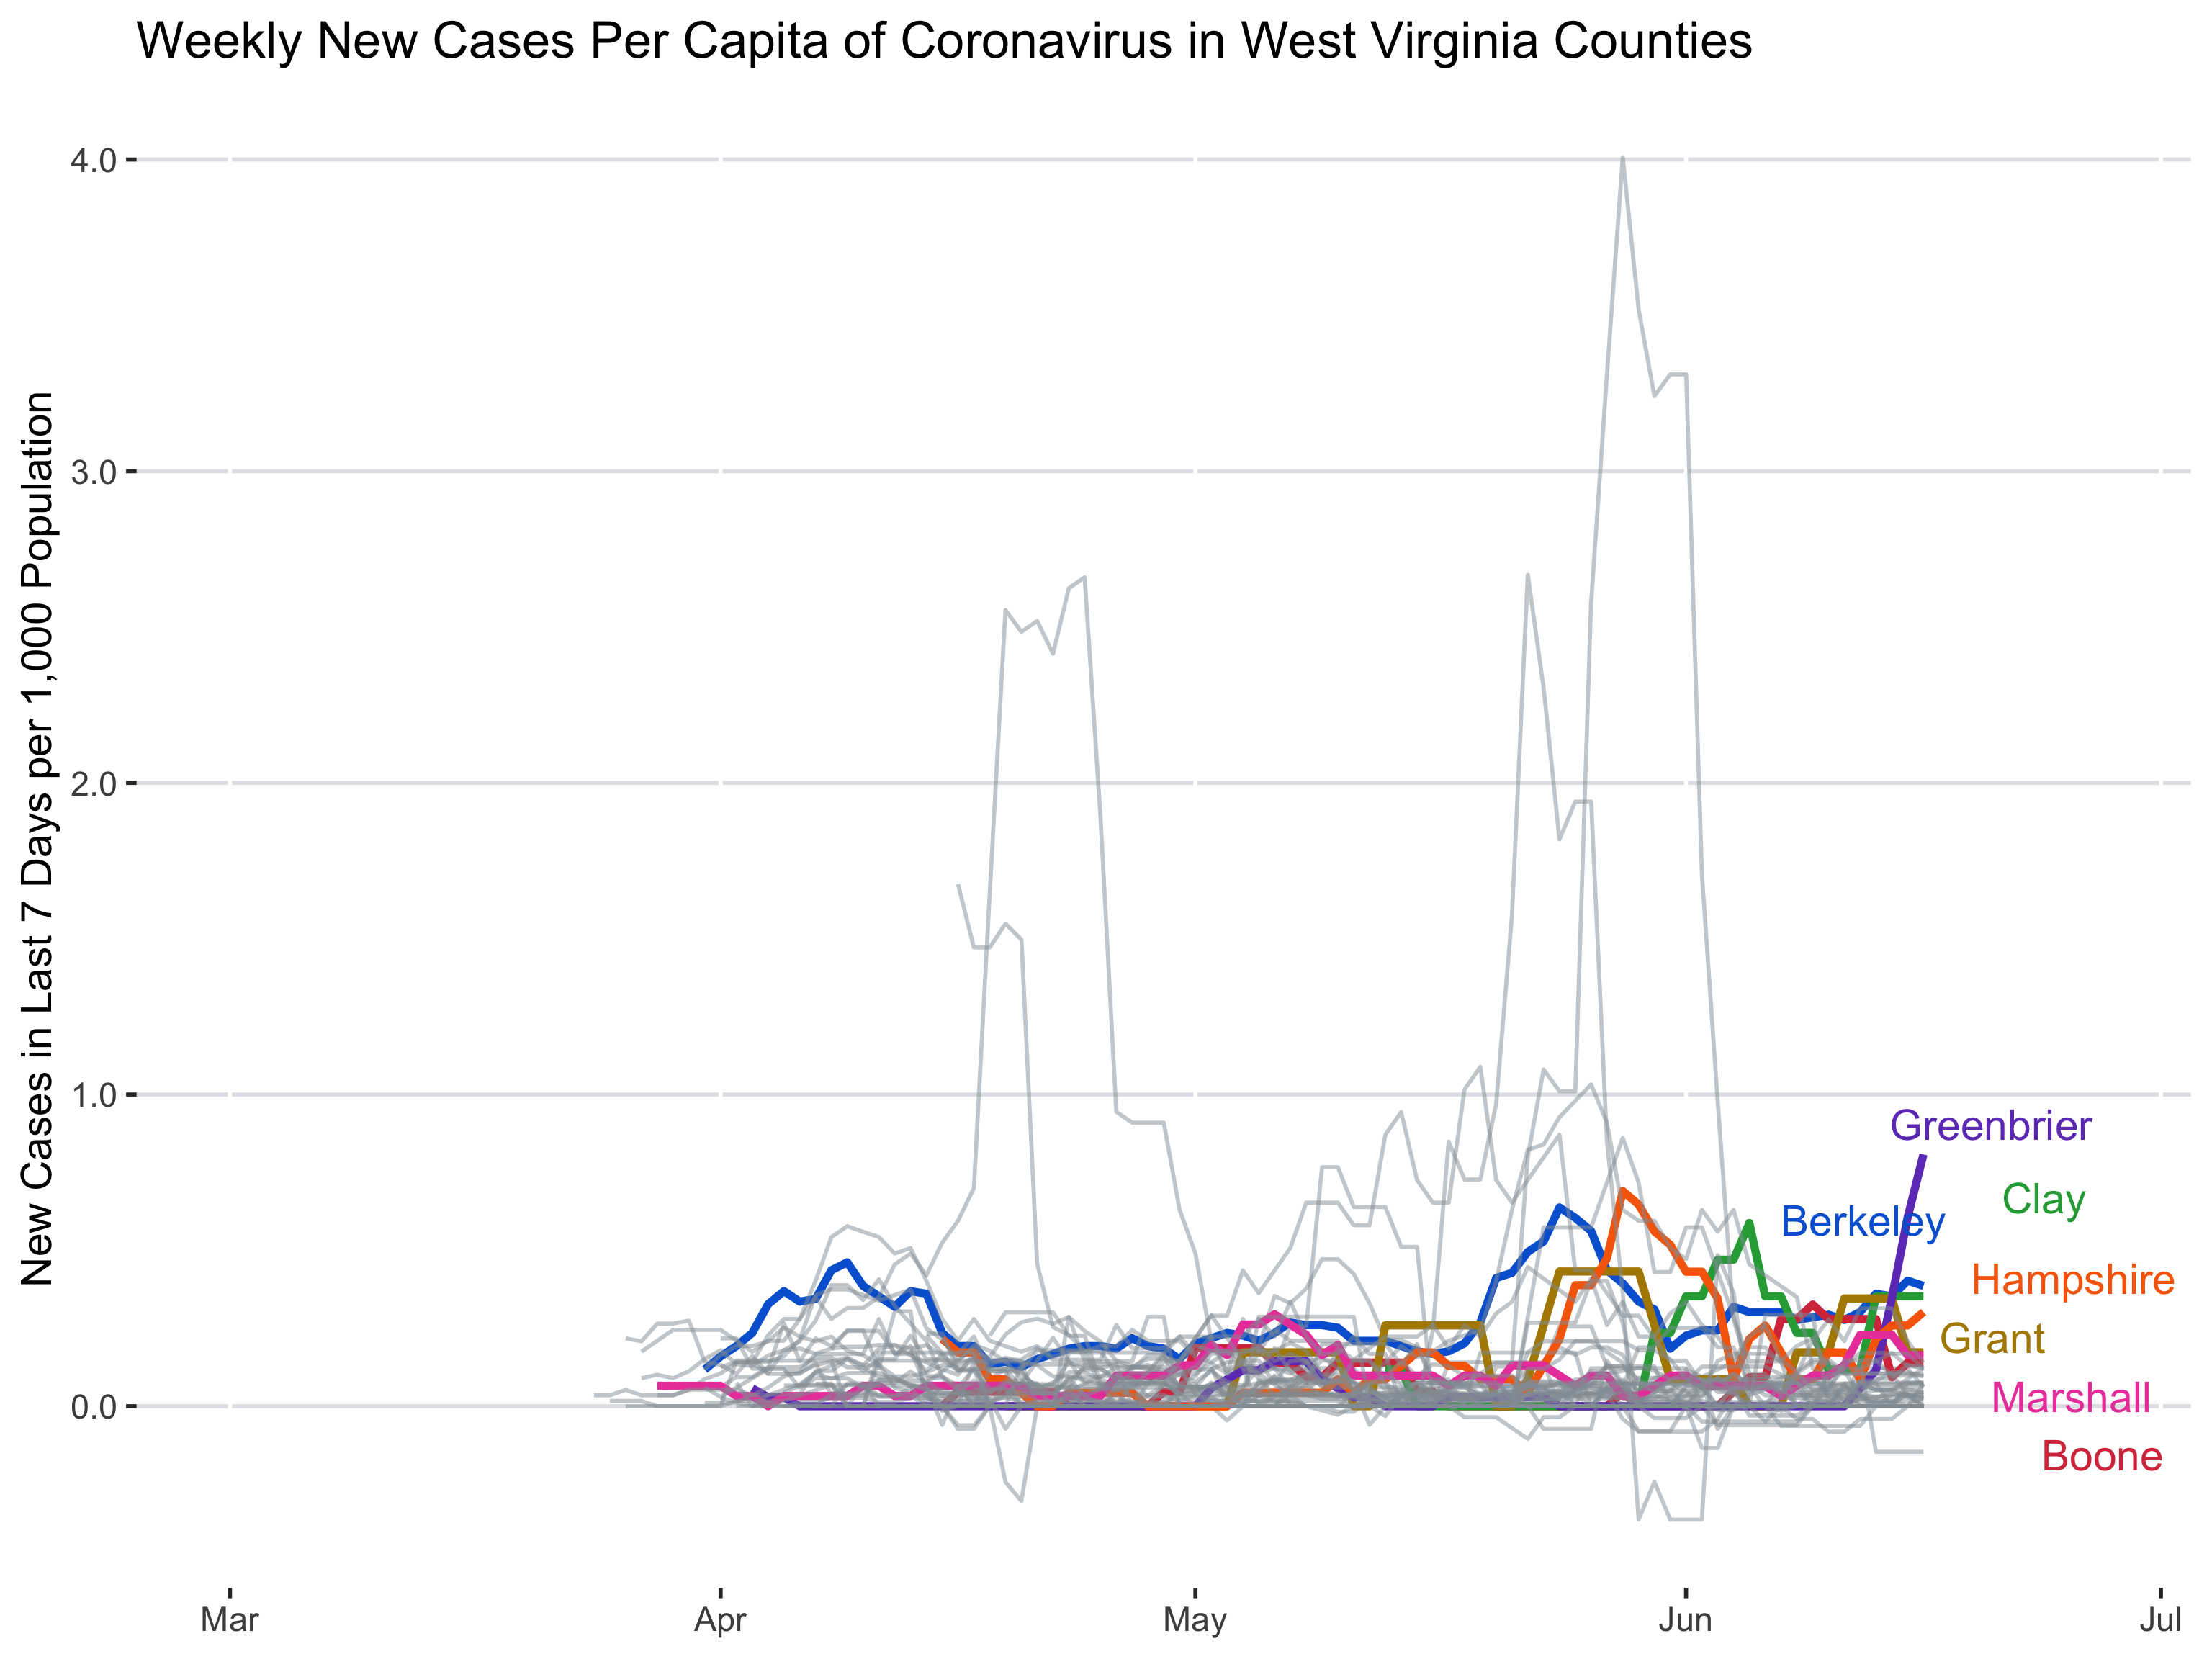 Weekly New Cases Per Capita of Coronavirus in West Virginia Counties
New Cases in Last 7 Days per 1,000 Population
4.0
3.0
2.0
1.0
0.0
Greenbrier
Clay
Berkeley
Hampshire
Grant
Marshall
Boone
Mar
Apr
May
Jun
Jul